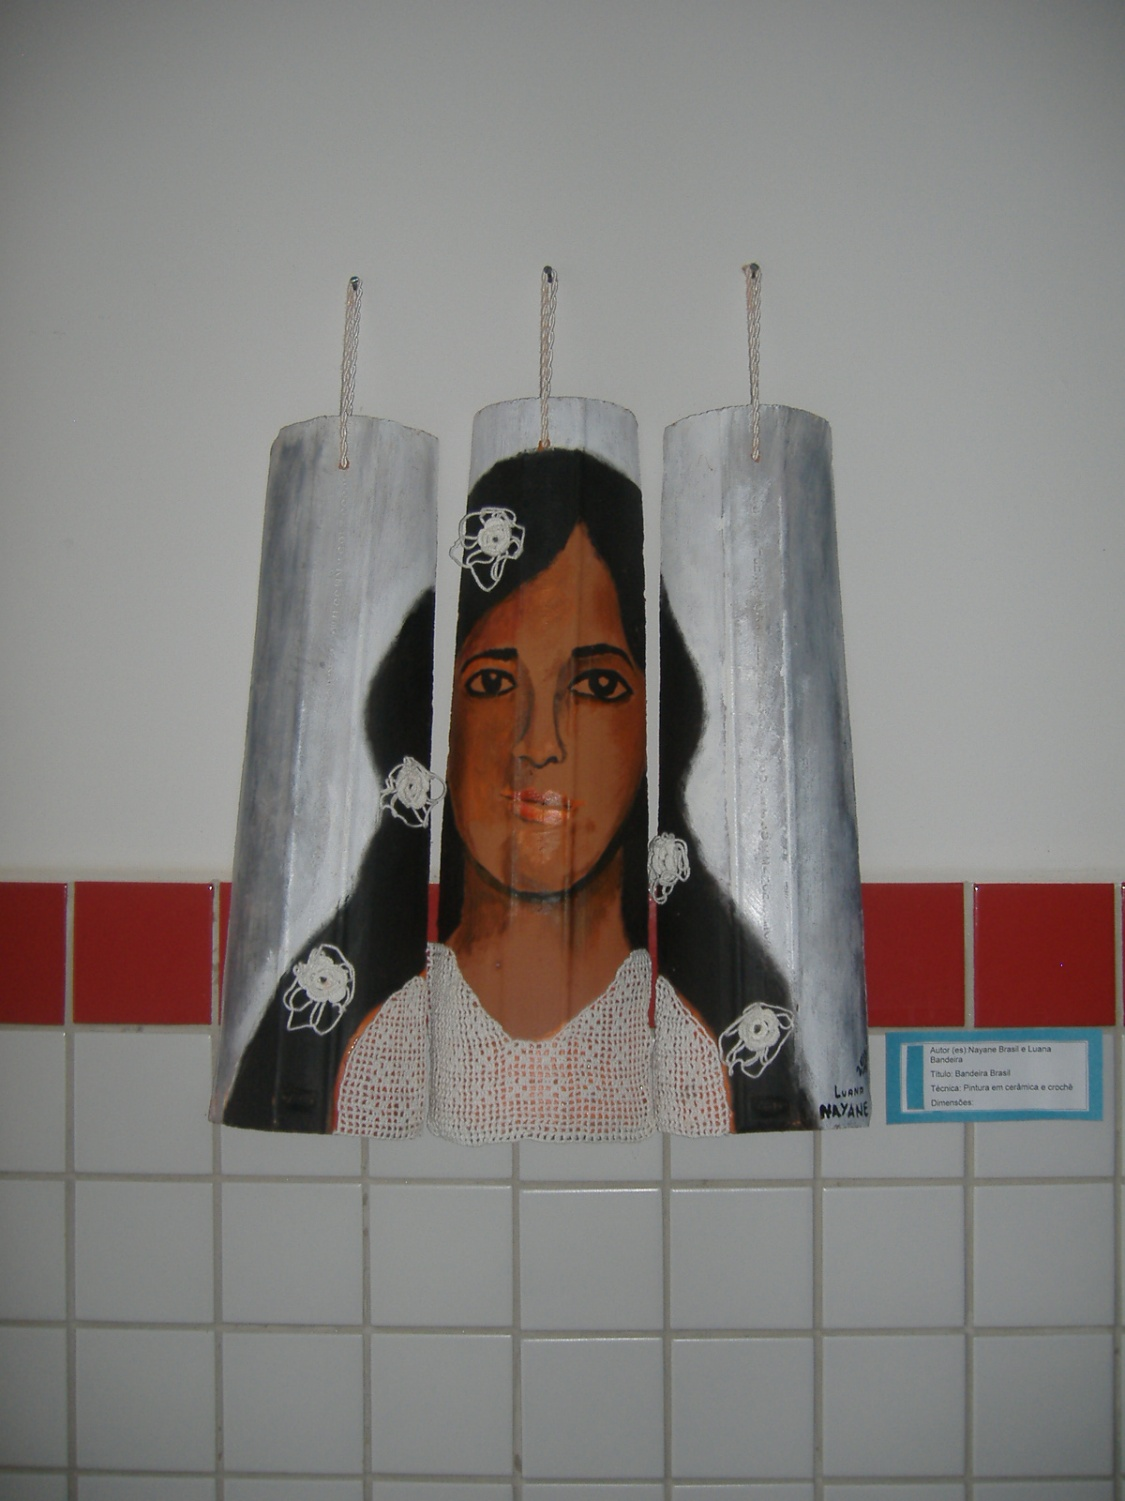 LUANA
NAYANE
Autor (es):Nayane Brasil e Luana
Bandeira
Título: Bandeira Brasil
Técnica: Pintura em cerâmica e crochê
Dimensões: